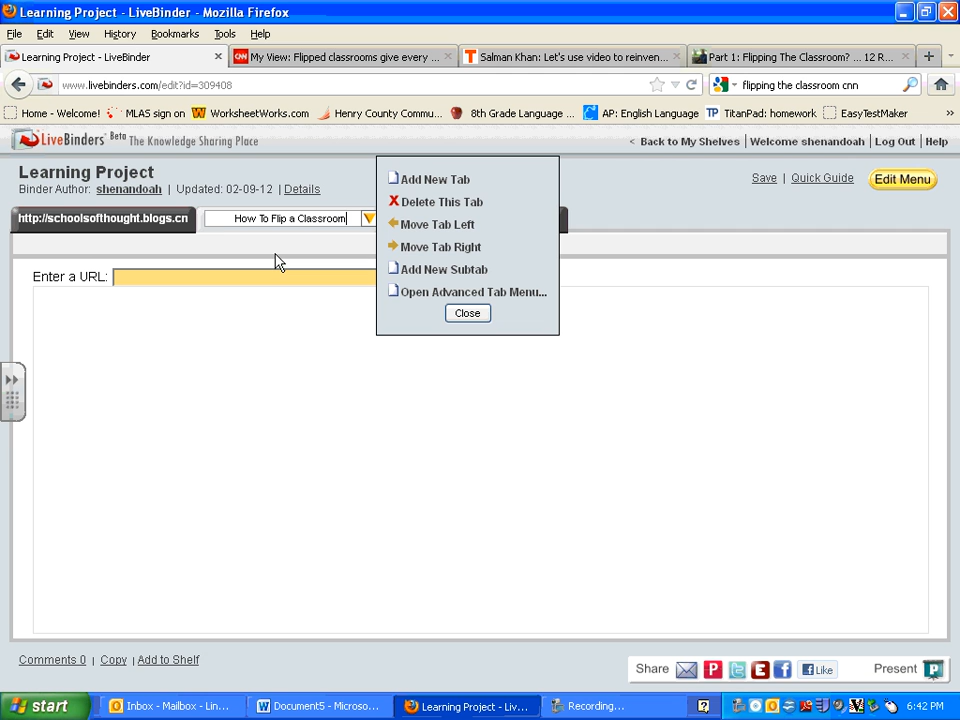 Learning Project - LiveBinder - Mozilla Firefox
File Edit View History Bookmarks Tools Help
Learning Project - LiveBinder
My View: Flipped classrooms give every ...
Salman Khan: Let's use video to reinven...
Part 1: Flipping The Classroom? ... 12 R...
www.livebinders.com/edit?id=309408
flipping the classroom cnn
Home - Welcome! MLAS sign on WorksheetWorks.com Henry County Commu... 8th Grade Language ... AP: English Language TitanPad: homework EasyTestMaker
LiveBinders Beta The Knowledge Sharing Place
< Back to My Shelves | Welcome shenandoah | Log Out | Help
Learning Project
Binder Author: shenandoah | Updated: 02-09-12 | Details
Save | Quick Guide Edit Menu
http://schoolsofthought.blogs.cn
How To Flip a Classroom
Add New Tab
Delete This Tab
Move Tab Left
Move Tab Right
Add New Subtab
Open Advanced Tab Menu...
Close
Enter a URL:
Comments 0 | Copy | Add to Shelf
Share Like Present
start Inbox - Mailbox - Lin... Document5 - Microso... Learning Project - Liv... Recording... 6:42 PM